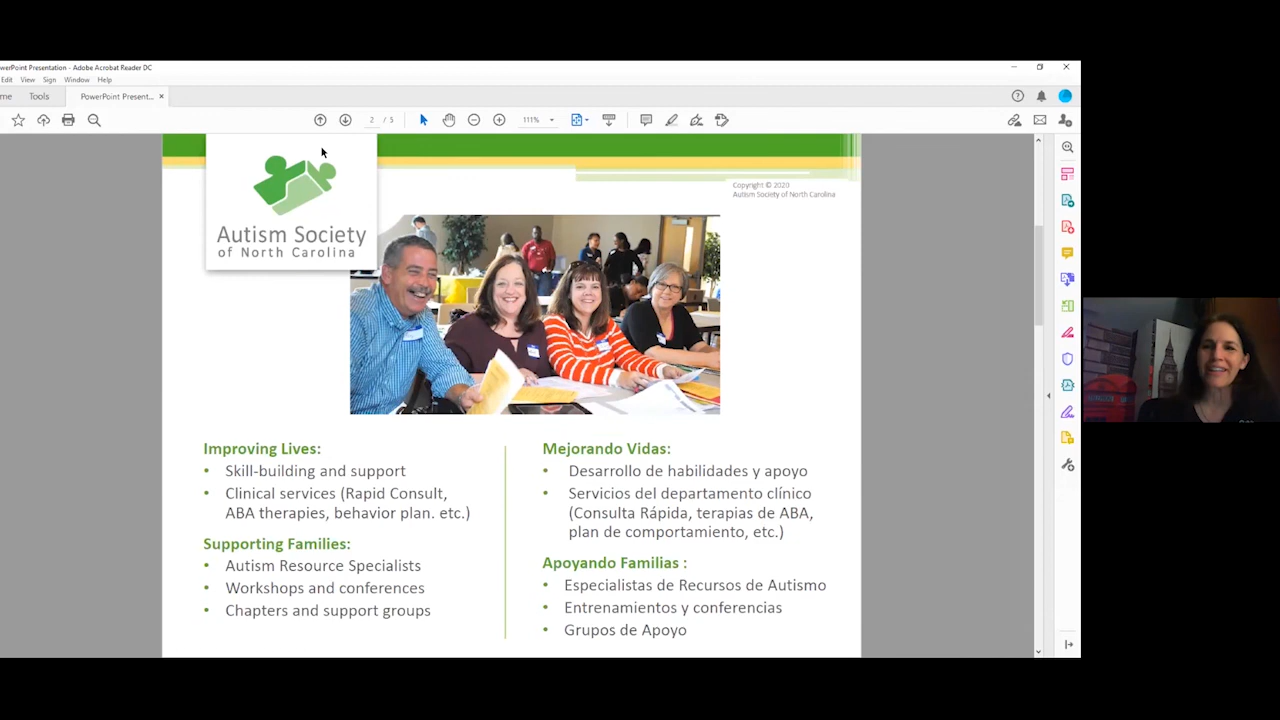 owerPoint Presentation - Adobe Acrobat Reader DC
Edit View Sign Window Help
me Tools PowerPoint Present... ×
2 / 5 111%
Copyright © 2020
Autism Society of North Carolina
Autism Society
of North Carolina
Improving Lives:
• Skill-building and support
• Clinical services (Rapid Consult,
ABA therapies, behavior plan. etc.)
Supporting Families:
• Autism Resource Specialists
• Workshops and conferences
• Chapters and support groups
Mejorando Vidas:
• Desarrollo de habilidades y apoyo
• Servicios del departamento clínico
(Consulta Rápida, terapias de ABA,
plan de comportamiento, etc.)
Apoyando Familias :
• Especialistas de Recursos de Autismo
• Entrenamientos y conferencias
• Grupos de Apoyo